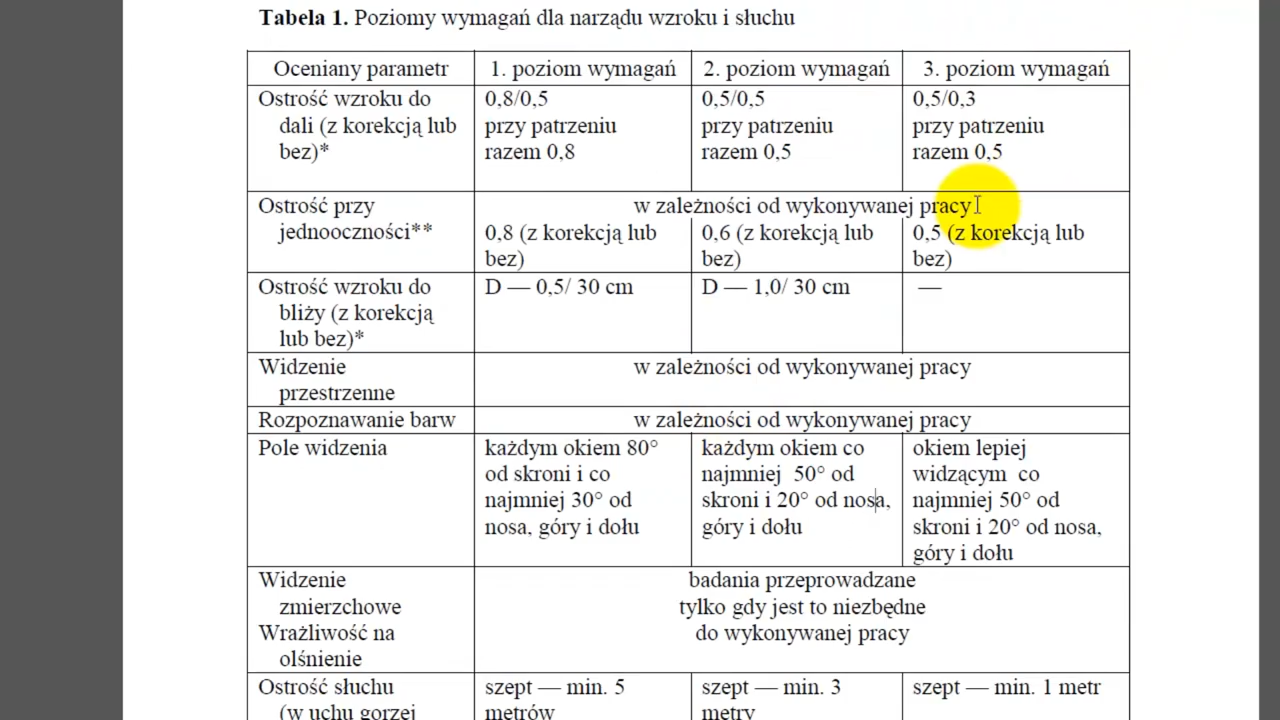 Tabela 1. Poziomy wymagań dla narządu wzroku i słuchu
Oceniany parametr 1. poziom wymagań 2. poziom wymagań 3. poziom wymagań
Ostrość wzroku do 0,8/0,5 0,5/0,5 0,5/0,3
dali (z korekcją lub przy patrzeniu przy patrzeniu przy patrzeniu
bez)* razem 0,8 razem 0,5 razem 0,5
Ostrość przy w zależności od wykonywanej pracy
jednooczności** 0,8 (z korekcją lub 0,6 (z korekcją lub 0,5 (z korekcją lub
bez) bez) bez)
Ostrość wzroku do D — 0,5/ 30 cm D — 1,0/ 30 cm —
bliży (z korekcją
lub bez)*
Widzenie w zależności od wykonywanej pracy
przestrzenne
Rozpoznawanie barw w zależności od wykonywanej pracy
Pole widzenia każdym okiem 80° każdym okiem co okiem lepiej
od skroni i co najmniej 50° od widzącym co
najmniej 30° od skroni i 20° od nosa, najmniej 50° od
nosa, góry i dołu góry i dołu skroni i 20° od nosa,
góry i dołu
Widzenie badania przeprowadzane
zmierzchowe tylko gdy jest to niezbędne
Wrażliwość na do wykonywanej pracy
olśnienie
Ostrość słuchu szept — min. 5 szept — min. 3 szept — min. 1 metr
(w uchu gorzej metrów metry